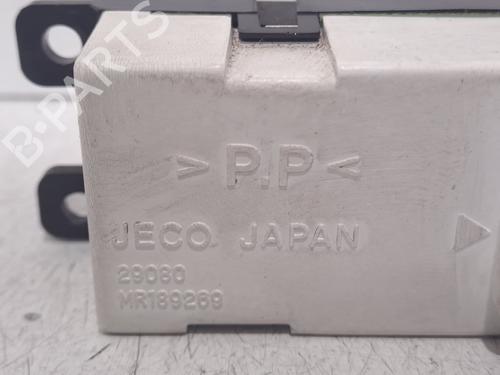 B-PARTS
>P.P<
JECO JAPAN
29080
MR189269